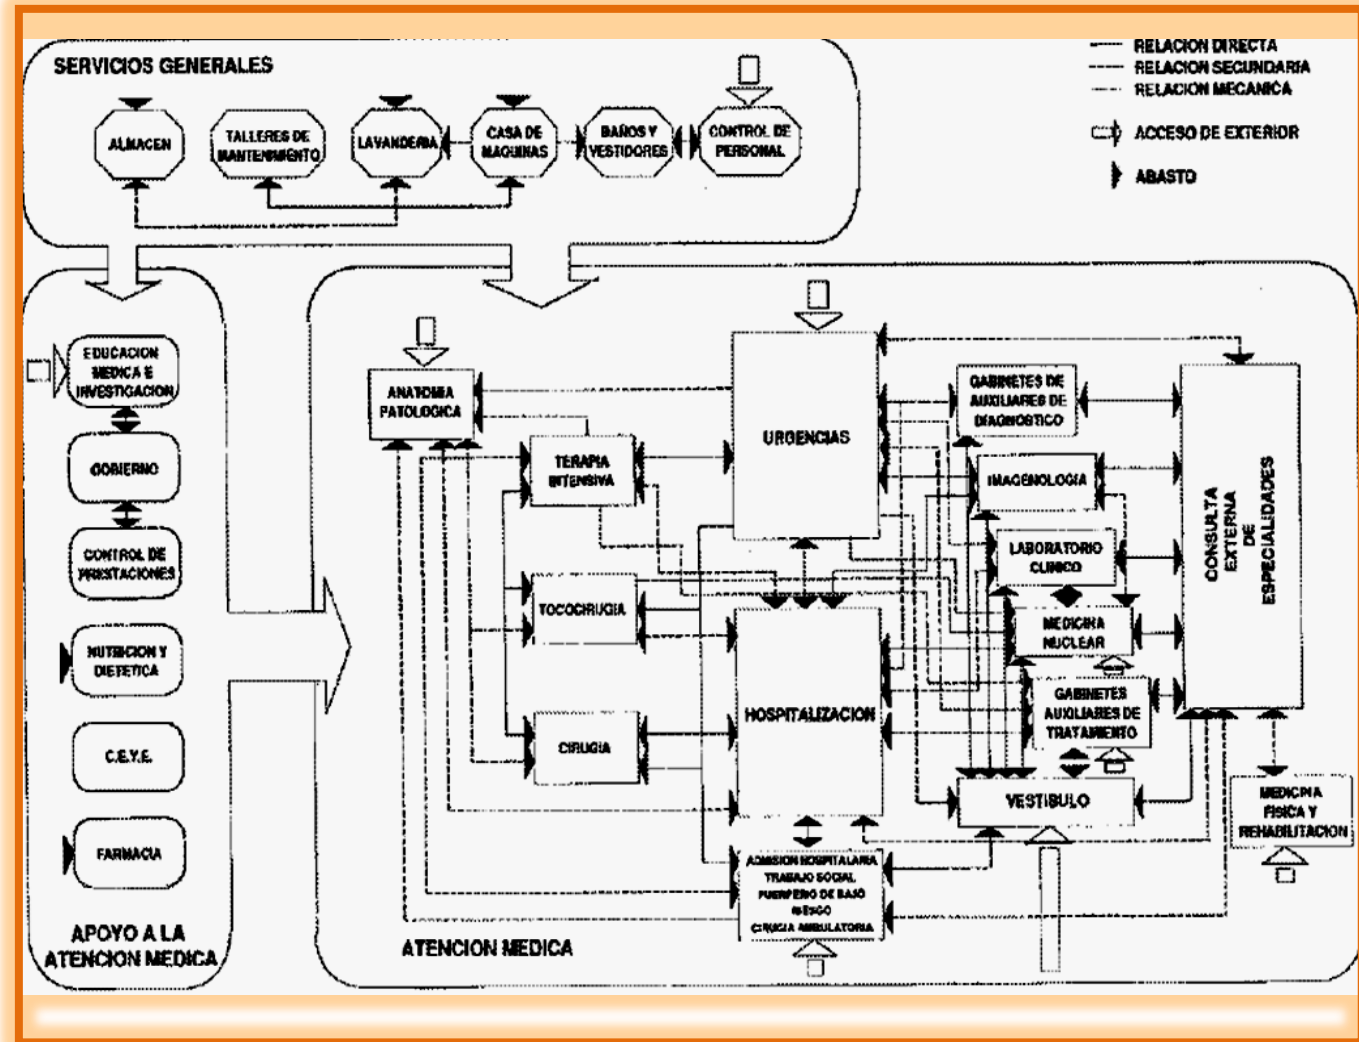 SERVICIOS GENERALES
RELACION DIRECTA
RELACION SECUNDARIA
RELACION MECANICA
ACCESO DE EXTERIOR
ABASTO
ALMACEN
TALLERES DE
MANTENIMIENTO
LAVANDERIA
CASA DE
MAQUINAS
BAÑOS Y
VESTIDORES
CONTROL DE
PERSONAL
EDUCACION
MEDICA E
INVESTIGACION
GOBIERNO
CONTROL DE
PRESTACIONES
NUTRICION Y
DIETETICA
C.E.Y.E.
FARMACIA
APOYO A LA
ATENCION MEDICA
ANATOMIA
PATOLOGICA
TERAPIA
INTENSIVA
TOCOCIRUGIA
CIRUGIA
URGENCIAS
HOSPITALIZACION
ADMISION HOSPITALARIA
TRABAJO SOCIAL
PUERPERIO DE BAJO
RIESGO
CIRUGIA AMBULATORIA
GABINETES DE
AUXILIARES DE
DIAGNOSTICO
IMAGENOLOGIA
LABORATORIO
CLINICO
MEDICINA
NUCLEAR
GABINETES
AUXILIARES DE
TRATAMIENTO
VESTIBULO
CONSULTA
EXTERNA
DE
ESPECIALIDADES
MEDICINA
FISICA Y
REHABILITACION
ATENCION MEDICA